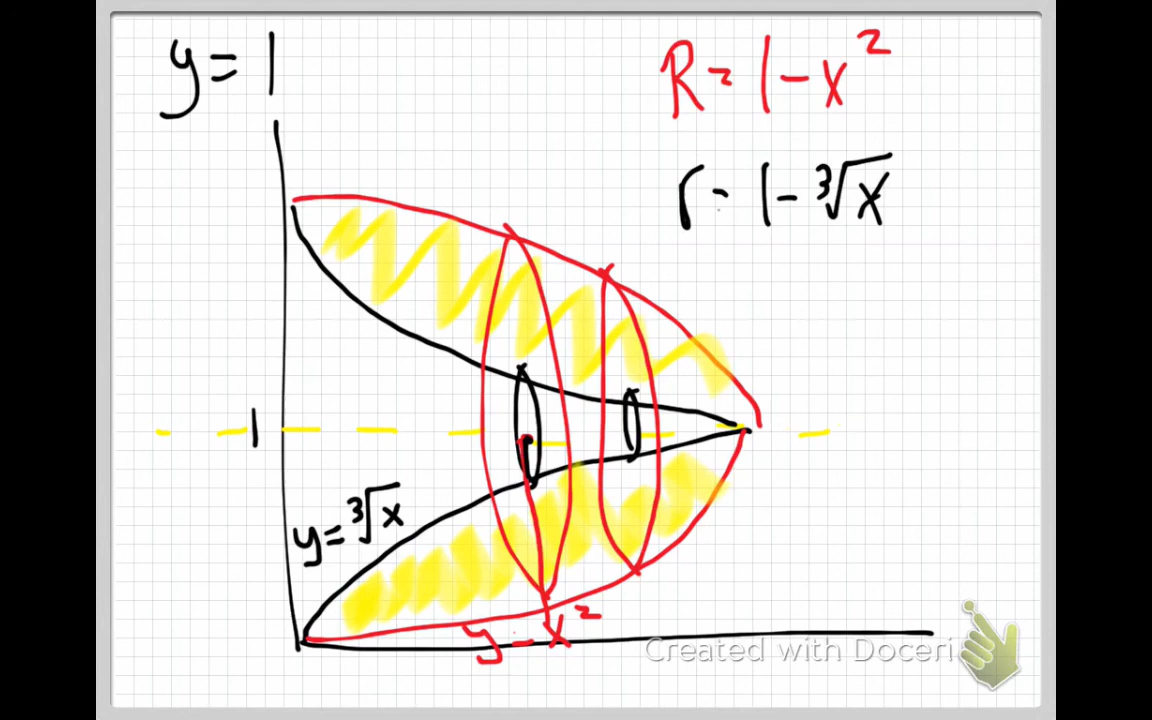 y = 1
R = 1 - x²
r = 1 - ∛x
1
y = ∛x
y = x²
Created with Doceri